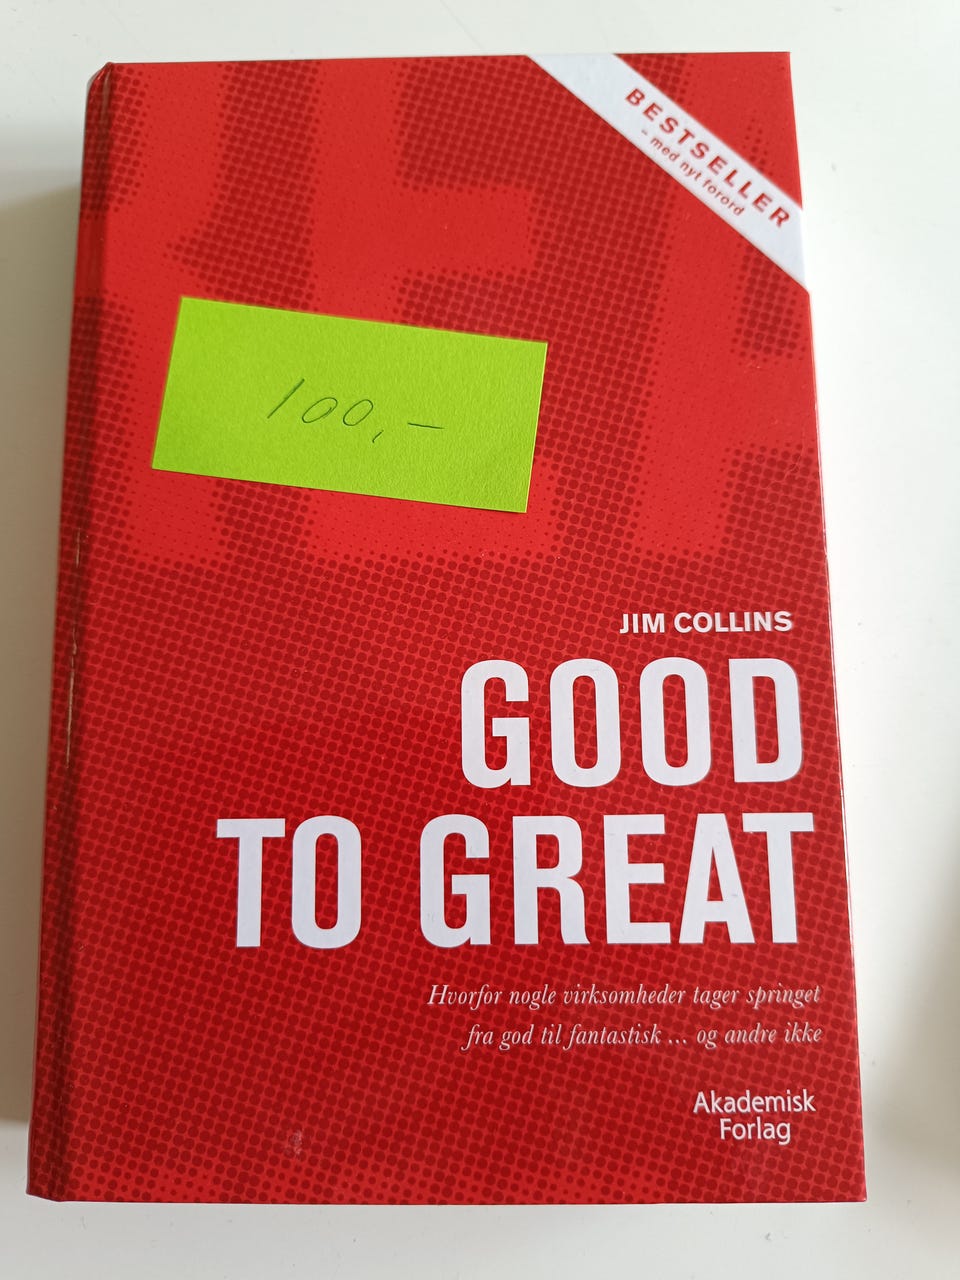 BESTSELLER
- med nyt forord
100,-
JIM COLLINS
GOOD
TO GREAT
Hvorfor nogle virksomheder tager springet
fra god til fantastisk ... og andre ikke
Akademisk
Forlag